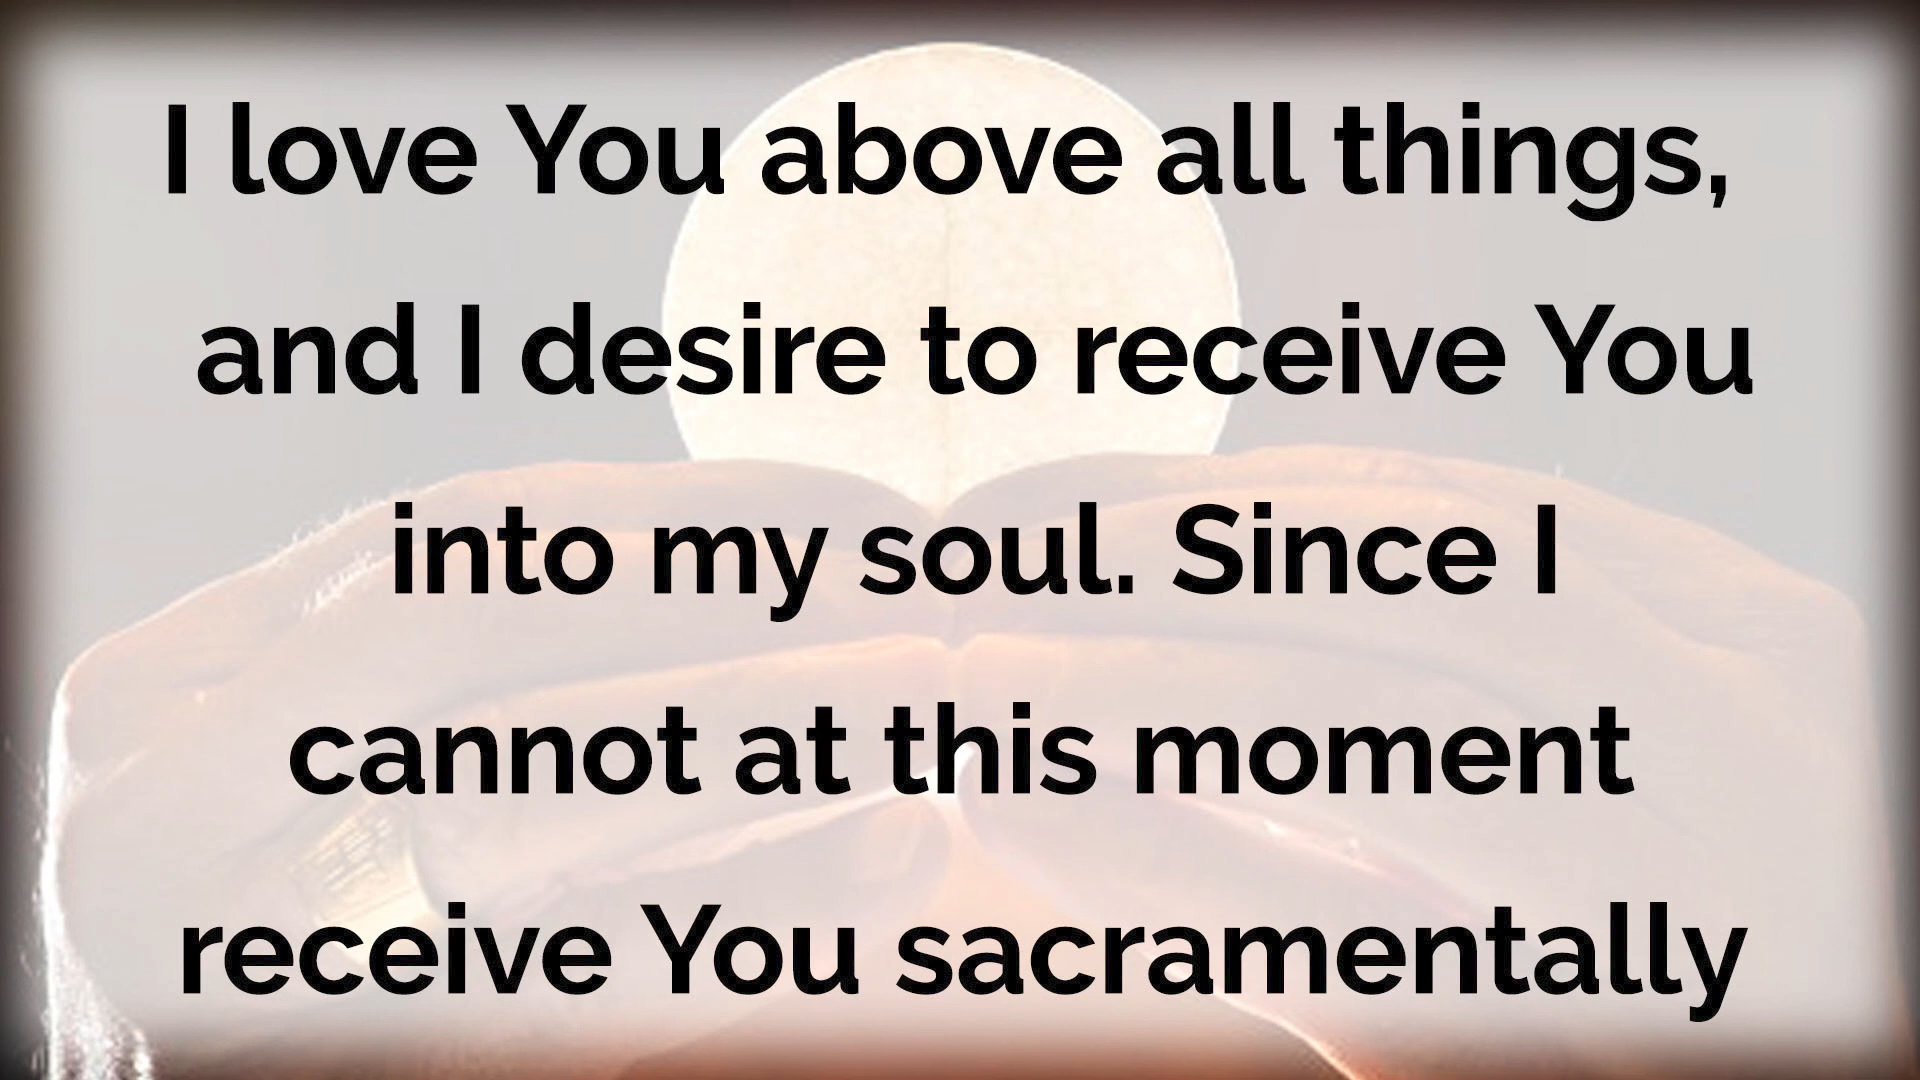 I love You above all things,
and I desire to receive You
into my soul. Since I
cannot at this moment
receive You sacramentally